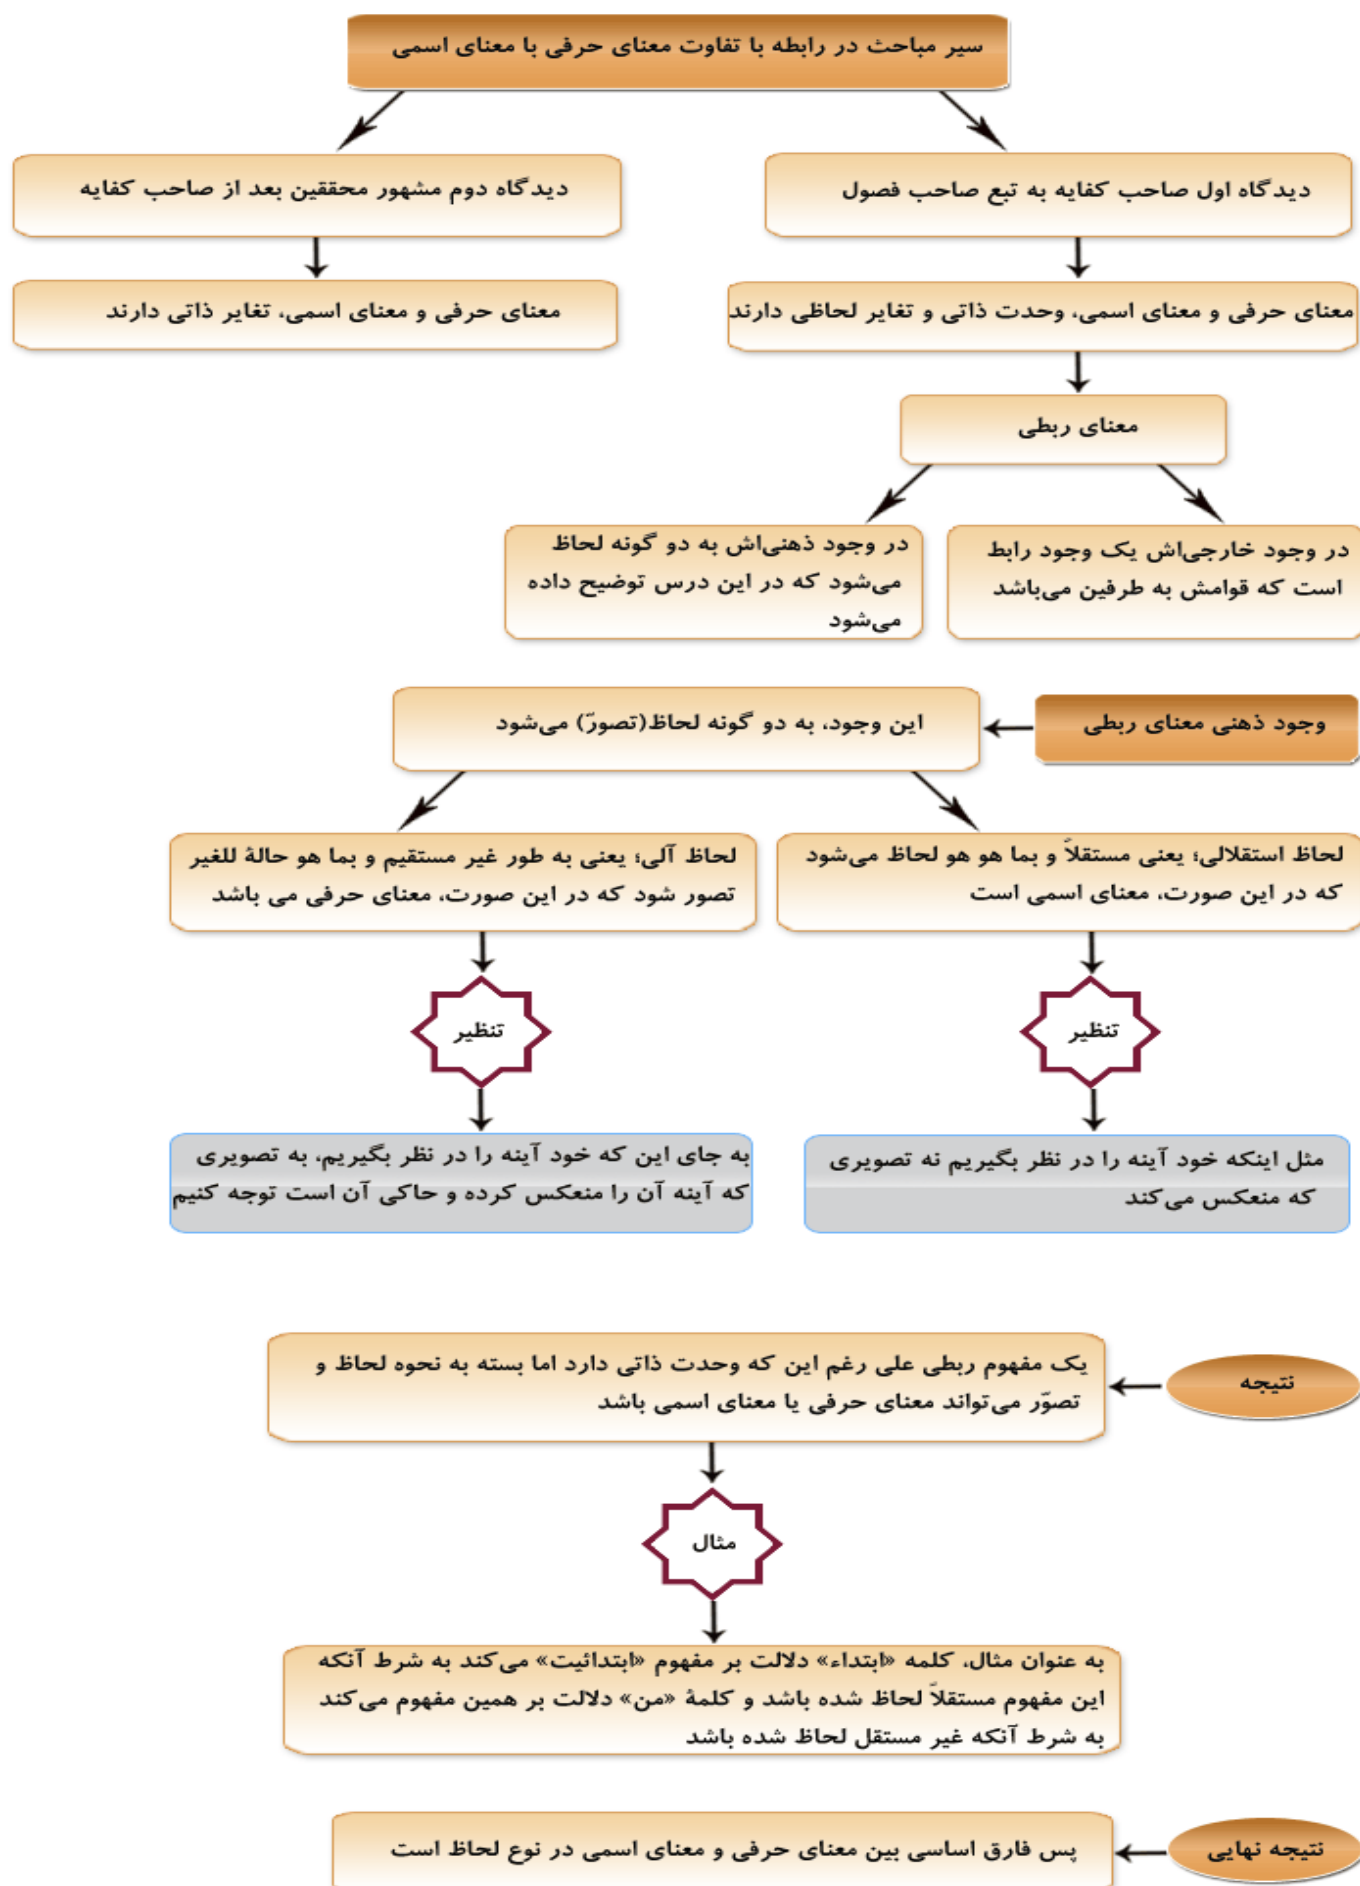 سیر مباحث در رابطه با تفاوت معنای حرفی با معنای اسمی
دیدگاه اول صاحب کفایه به تبع صاحب فصول
دیدگاه دوم مشهور محققین بعد از صاحب کفایه
معنای حرفی و معنای اسمی، وحدت ذاتی و تغایر لحاظی دارند
معنای حرفی و معنای اسمی، تغایر ذاتی دارند
معنای ربطی
در وجود خارجی‌اش یک وجود رابط
است که قوامش به طرفین می‌باشد
در وجود ذهنی‌اش به دو گونه لحاظ
می‌شود که در این درس توضیح داده
می‌شود
وجود ذهنی معنای ربطی
این وجود، به دو گونه لحاظ(تصورّ) می‌شود
لحاظ استقلالی؛ یعنی مستقلاً و بما هو هو لحاظ می‌شود
که در این صورت، معنای اسمی است
لحاظ آلی؛ یعنی به طور غیر مستقیم و بما هو حالة للغیر
تصور شود که در این صورت، معنای حرفی می باشد
تنظیر
تنظیر
مثل اینکه خود آینه را در نظر بگیریم نه تصویری
که منعکس می‌کند
به جای این که خود آینه را در نظر بگیریم، به تصویری
که آینه آن را منعکس کرده و حاکی آن است توجه کنیم
نتیجه
یک مفهوم ربطی علی رغم این که وحدت ذاتی دارد اما بسته به نحوه لحاظ و
تصوّر می‌تواند معنای حرفی یا معنای اسمی باشد
مثال
به عنوان مثال، کلمه «ابتداء» دلالت بر مفهوم «ابتدائیت» می‌کند به شرط آنکه
این مفهوم مستقلاً لحاظ شده باشد و کلمهٔ «من» دلالت بر همین مفهوم می‌کند
به شرط آنکه غیر مستقل لحاظ شده باشد
نتیجه نهایی
پس فارق اساسی بین معنای حرفی و معنای اسمی در نوع لحاظ است